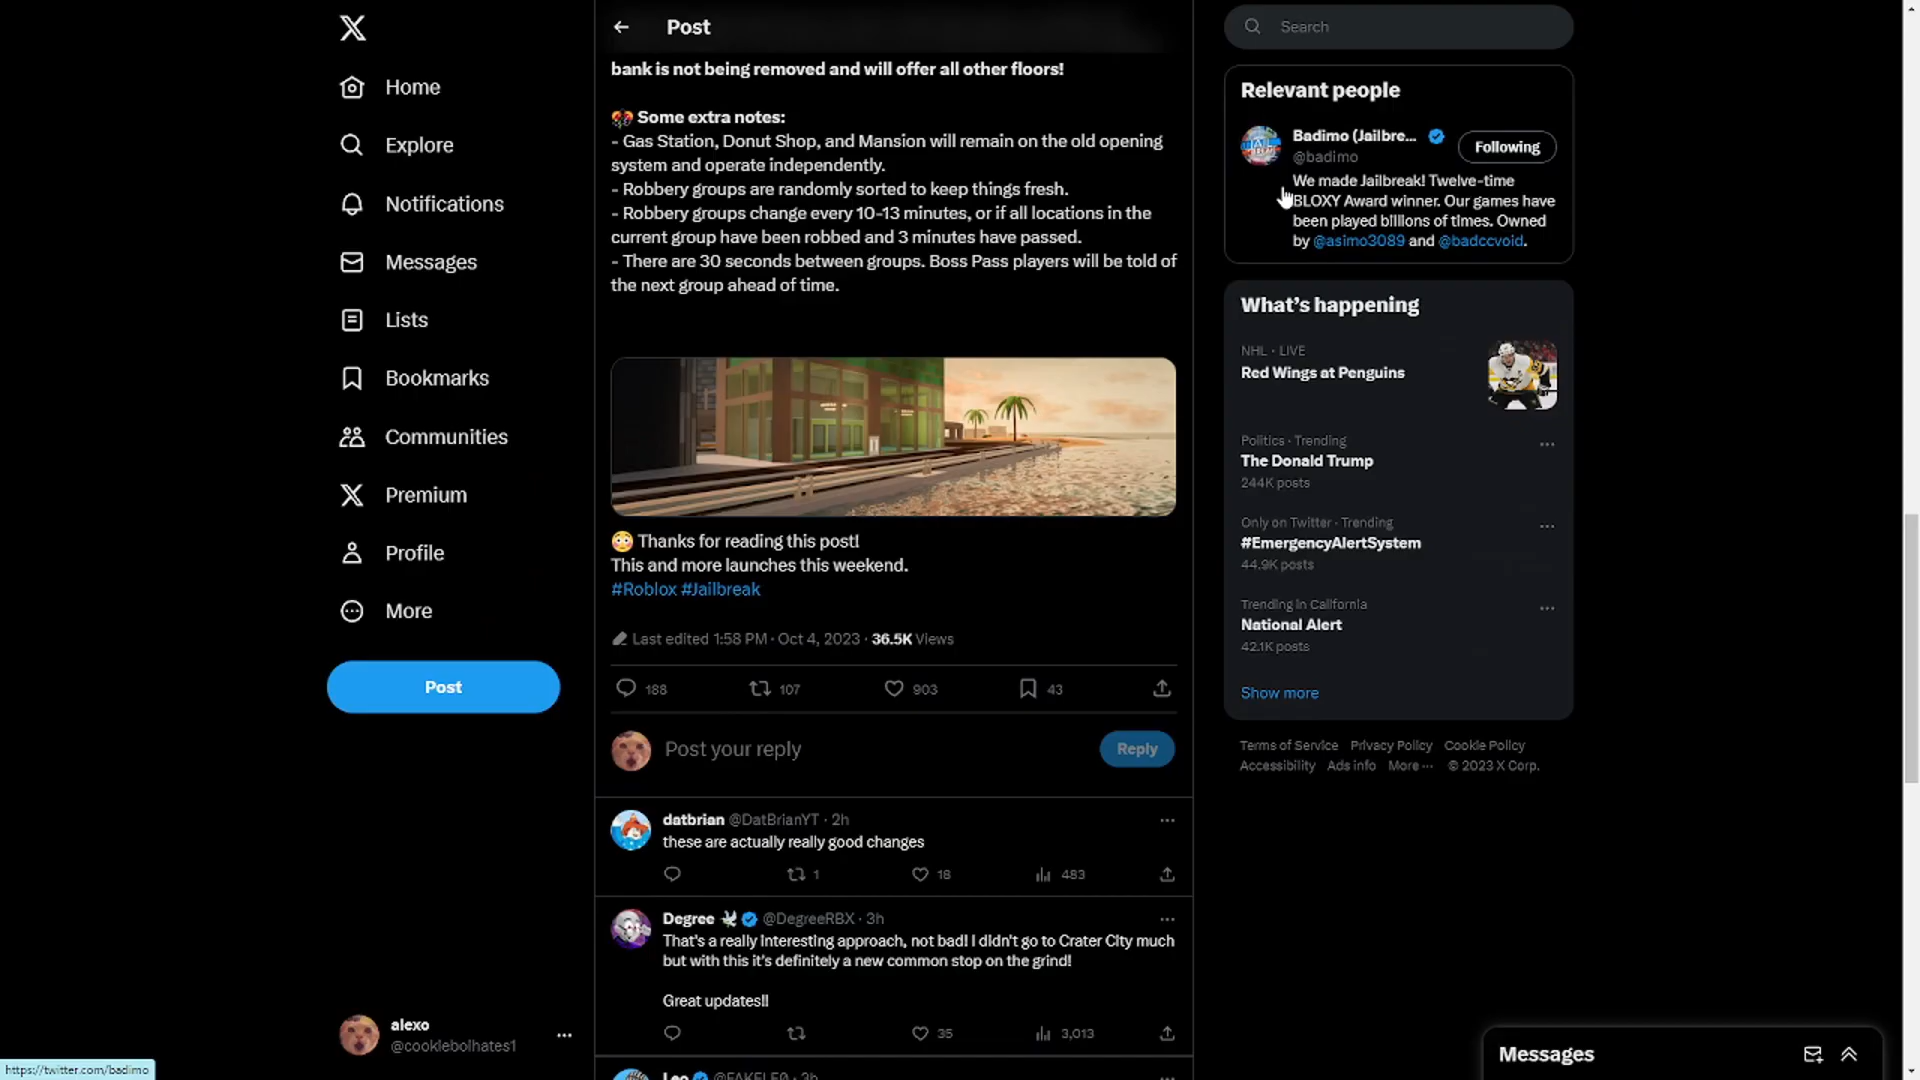 Home
Explore
Notifications
Messages
Lists
Bookmarks
Communities
Premium
Profile
More
Post
alexo
@cooklebolhates1
https://twitter.com/badimo
Post
bank is not being removed and will offer all other floors!
Some extra notes:
- Gas Station, Donut Shop, and Mansion will remain on the old opening
system and operate independently.
- Robbery groups are randomly sorted to keep things fresh.
- Robbery groups change every 10-13 minutes, or if all locations in the
current group have been robbed and 3 minutes have passed.
- There are 30 seconds between groups. Boss Pass players will be told of
the next group ahead of time.
😳 Thanks for reading this post!
This and more launches this weekend.
#Roblox #Jailbreak
Last edited 1:58 PM · Oct 4, 2023 · 36.5K Views
188 107 903 43
Post your reply
Reply
datbrian @DatBrianYT · 2h
these are actually really good changes
1 18 483
Degree @DegreeRBX · 3h
That's a really interesting approach, not bad! I didn't go to Crater City much
but with this it's definitely a new common stop on the grind!
Great updates!!
35 3,013
Leo @FAKELE0 · 3h
Search
Relevant people
Badimo (Jailbre...
@badimo
Following
We made Jailbreak! Twelve-time
BLOXY Award winner. Our games have
been played billions of times. Owned
by @asimo3089 and @badccvoid.
What's happening
NHL · LIVE
Red Wings at Penguins
Politics · Trending
The Donald Trump
244K posts
Only on Twitter · Trending
#EmergencyAlertSystem
44.9K posts
Trending in California
National Alert
42.1K posts
Show more
Terms of Service Privacy Policy Cookie Policy
Accessibility Ads info More ··· © 2023 X Corp.
Messages